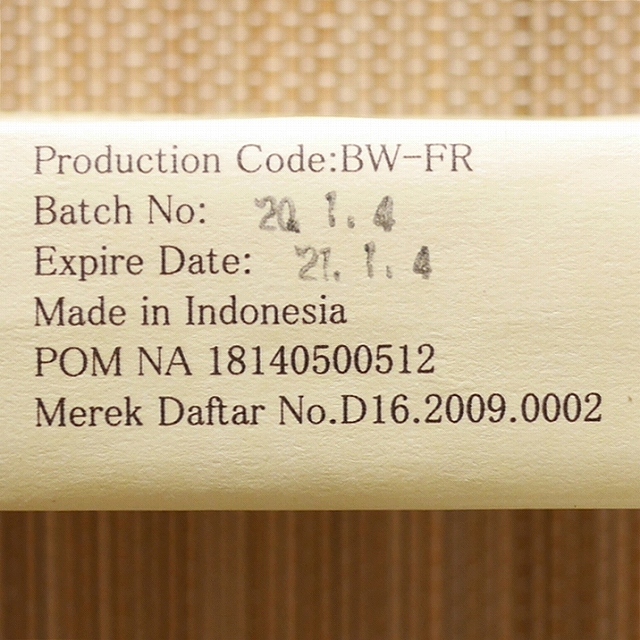 Production Code:BW-FR
Batch No: 20.1.4
Expire Date: 21.1.4
Made in Indonesia
POM NA 18140500512
Merek Daftar No.D16.2009.0002